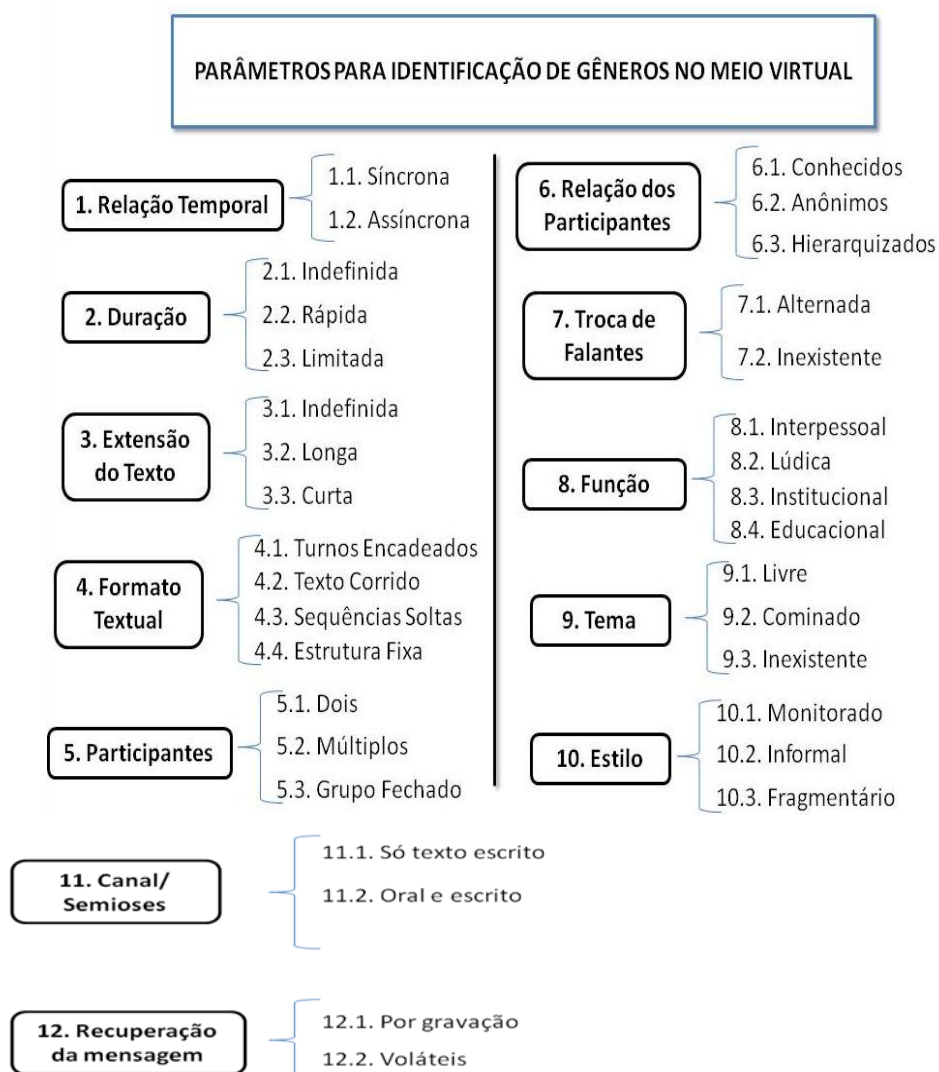 PARÂMETROS PARA IDENTIFICAÇÃO DE GÊNEROS NO MEIO VIRTUAL
1. Relação Temporal
1.1. Síncrona
1.2. Assíncrona
2. Duração
2.1. Indefinida
2.2. Rápida
2.3. Limitada
3. Extensão
do Texto
3.1. Indefinida
3.2. Longa
3.3. Curta
4. Formato
Textual
4.1. Turnos Encadeados
4.2. Texto Corrido
4.3. Sequências Soltas
4.4. Estrutura Fixa
5. Participantes
5.1. Dois
5.2. Múltiplos
5.3. Grupo Fechado
6. Relação dos
Participantes
6.1. Conhecidos
6.2. Anônimos
6.3. Hierarquizados
7. Troca de
Falantes
7.1. Alternada
7.2. Inexistente
8. Função
8.1. Interpessoal
8.2. Lúdica
8.3. Institucional
8.4. Educacional
9. Tema
9.1. Livre
9.2. Cominado
9.3. Inexistente
10. Estilo
10.1. Monitorado
10.2. Informal
10.3. Fragmentário
11. Canal/
Semioses
11.1. Só texto escrito
11.2. Oral e escrito
12. Recuperação
da mensagem
12.1. Por gravação
12.2. Voláteis